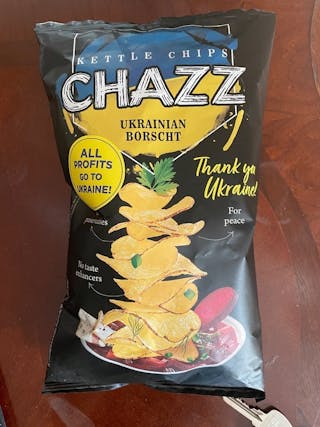 KETTLE CHIPS
CHAZZ
UKRAINIAN
BORSCHT
ALL
PROFITS
GO TO
UKRAINE!
Thank you
Ukraine!
For
peace
No taste
enhancers